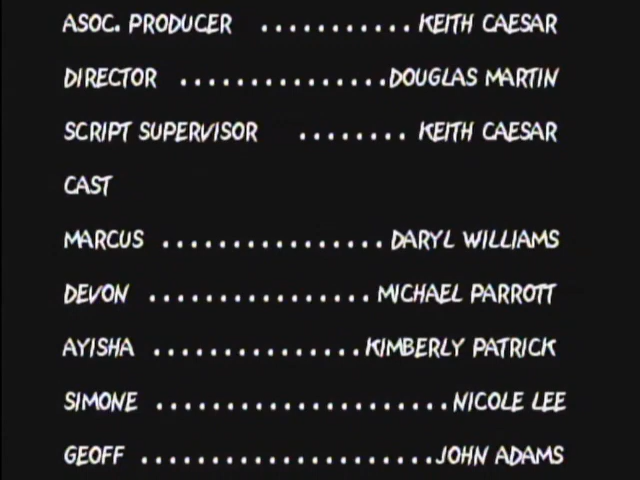 ASOC. PRODUCER ........... KEITH CAESAR
DIRECTOR ............... DOUGLAS MARTIN
SCRIPT SUPERVISOR ........ KEITH CAESAR
CAST
MARCUS ................ DARYL WILLIAMS
DEVON ................ MICHAEL PARROTT
AYISHA ............... KIMBERLY PATRICK
SIMONE ..................... NICOLE LEE
GEOFF ..................... JOHN ADAMS